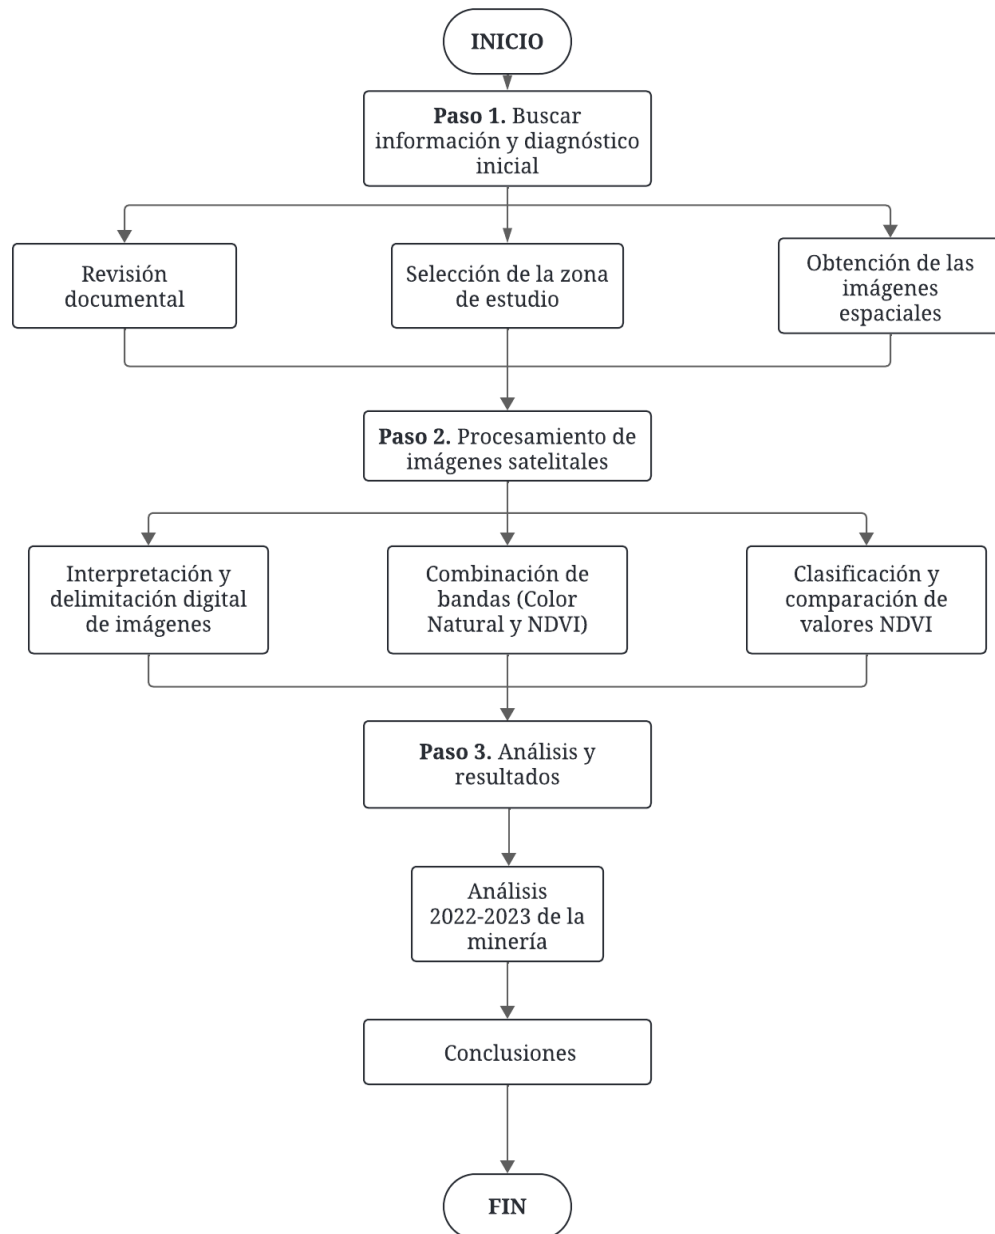 INICIO
Paso 1. Buscar
información y diagnóstico
inicial
Revisión
documental
Selección de la zona
de estudio
Obtención de las
imágenes
espaciales
Paso 2. Procesamiento de
imágenes satelitales
Interpretación y
delimitación digital
de imágenes
Combinación de
bandas (Color
Natural y NDVI)
Clasificación y
comparación de
valores NDVI
Paso 3. Análisis y
resultados
Análisis
2022-2023 de la
minería
Conclusiones
FIN